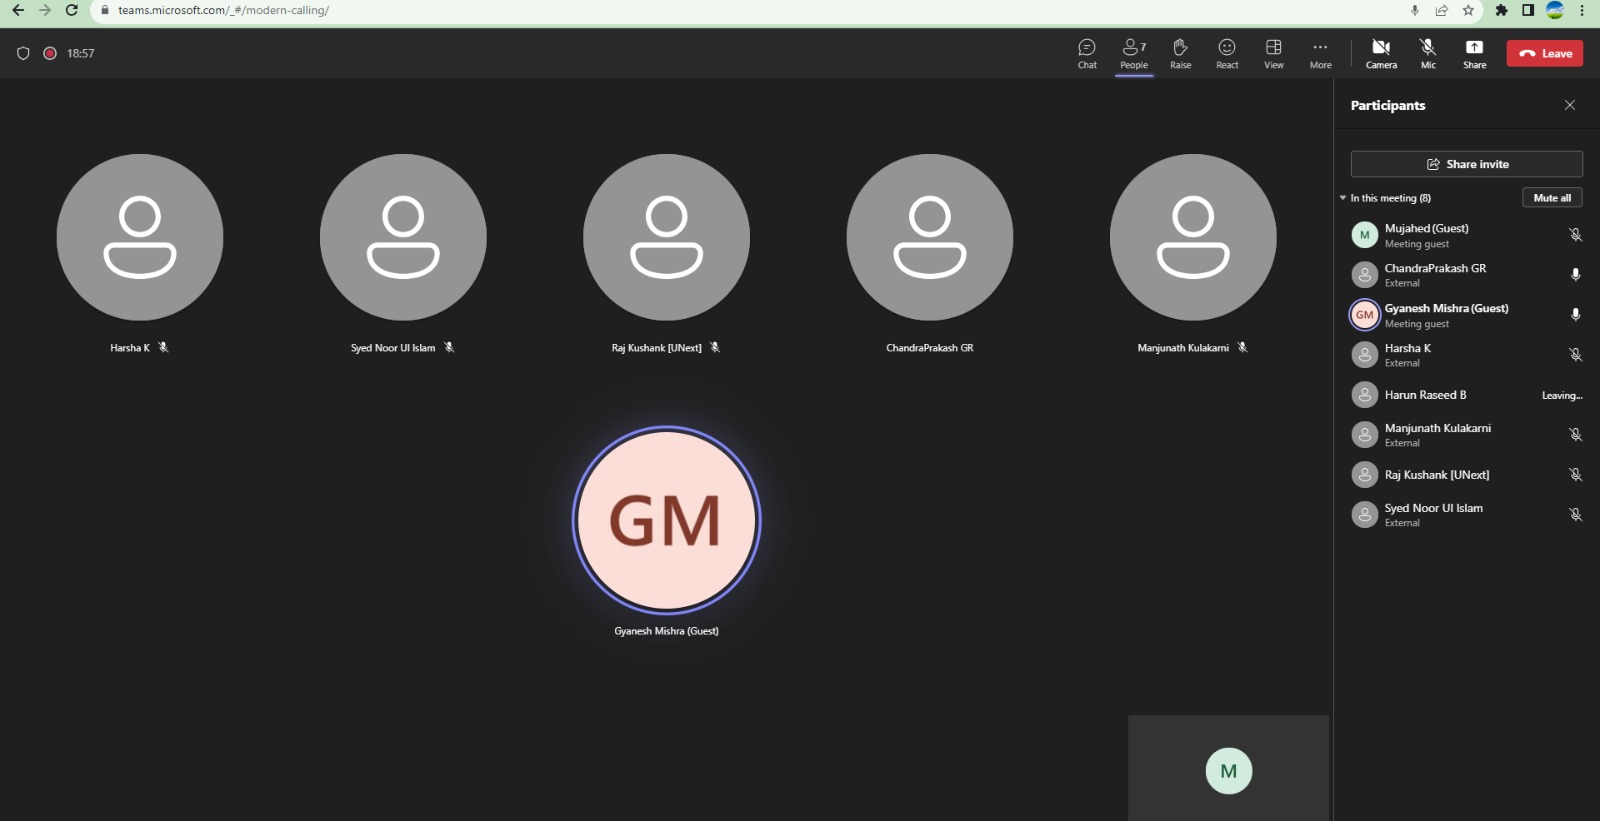 teams.microsoft.com/_#/modern-calling/
18:57
Chat
People 7
Raise
React
View
More
Camera
Mic
Share
Leave
Participants
Share invite
In this meeting (8)
Mute all
Mujahed (Guest)
Meeting guest
ChandraPrakash GR
External
Gyanesh Mishra (Guest)
Meeting guest
Harsha K
External
Harun Raseed B
Leaving...
Manjunath Kulakarni
External
Raj Kushank [UNext]
Syed Noor Ul Islam
External
M
GM
Harsha K
Syed Noor Ul Islam
Raj Kushank [UNext]
ChandraPrakash GR
Manjunath Kulakarni
GM
Gyanesh Mishra (Guest)
M